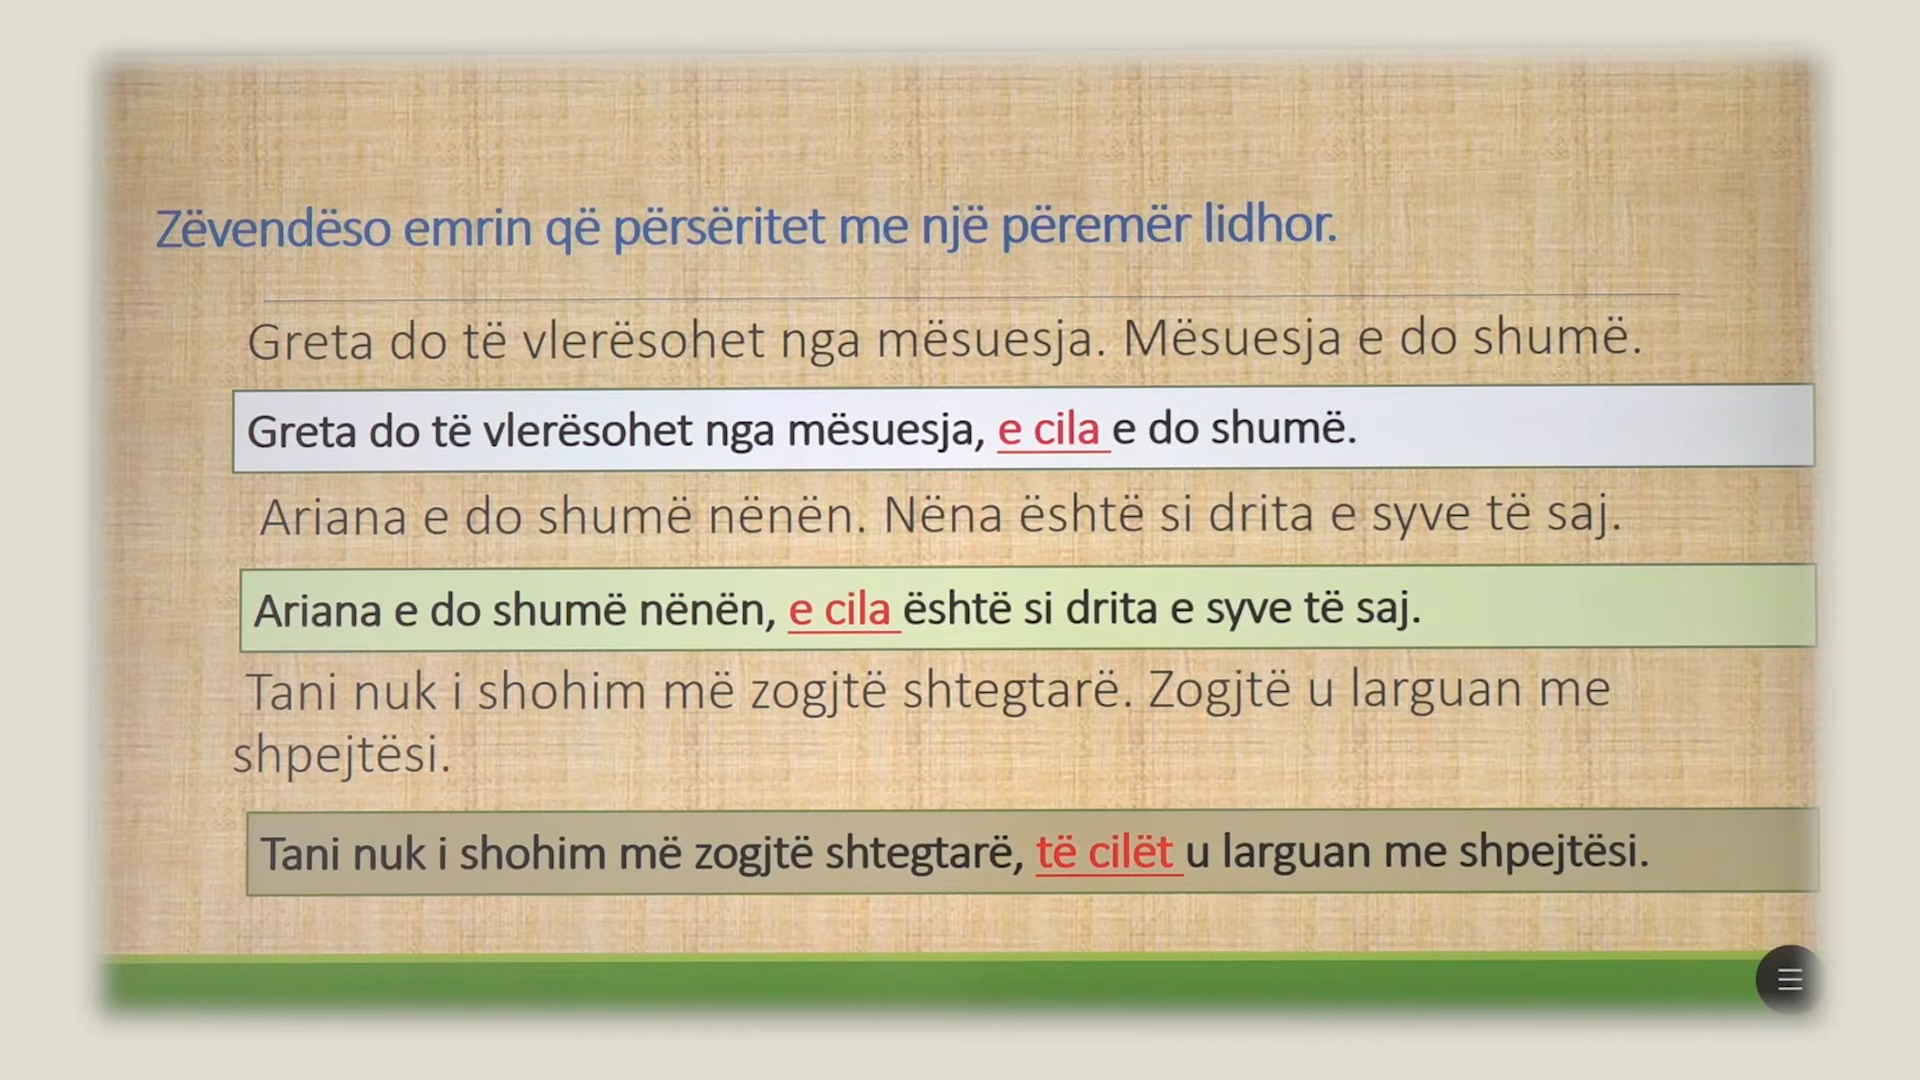 Zëvendëso emrin që përsëritet me një përemër lidhor.
Greta do të vlerësohet nga mësuesja. Mësuesja e do shumë.
Greta do të vlerësohet nga mësuesja, e cila e do shumë.
Ariana e do shumë nënën. Nëna është si drita e syve të saj.
Ariana e do shumë nënën, e cila është si drita e syve të saj.
Tani nuk i shohim më zogjtë shtegtarë. Zogjtë u larguan me
shpejtësi.
Tani nuk i shohim më zogjtë shtegtarë, të cilët u larguan me shpejtësi.